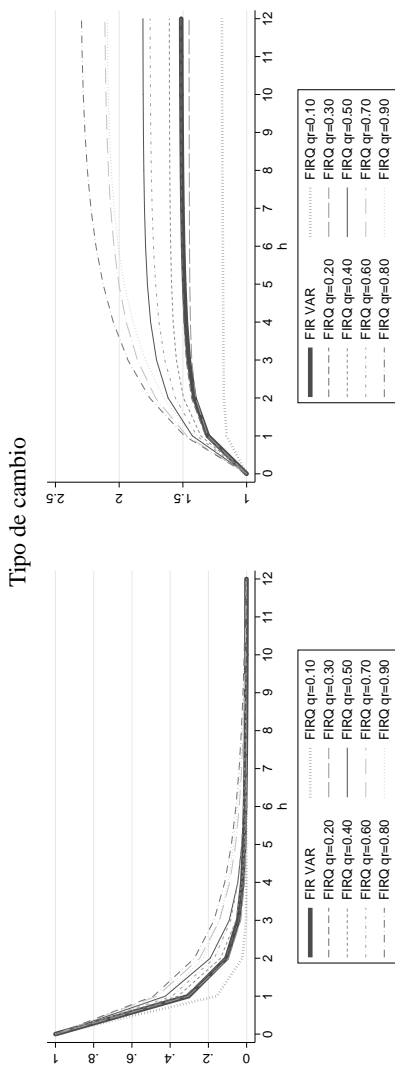 Tipo de cambio
1
.8
.6
.4
.2
0
0 1 2 3 4 5 6 7 8 9 10 11 12
h
FIR VAR FIRQ qr=0.10
FIRQ qr=0.20 FIRQ qr=0.30
FIRQ qr=0.40 FIRQ qr=0.50
FIRQ qr=0.60 FIRQ qr=0.70
FIRQ qr=0.80 FIRQ qr=0.90
2.5
2
1.5
1
0 1 2 3 4 5 6 7 8 9 10 11 12
h
FIR VAR FIRQ qr=0.10
FIRQ qr=0.20 FIRQ qr=0.30
FIRQ qr=0.40 FIRQ qr=0.50
FIRQ qr=0.60 FIRQ qr=0.70
FIRQ qr=0.80 FIRQ qr=0.90